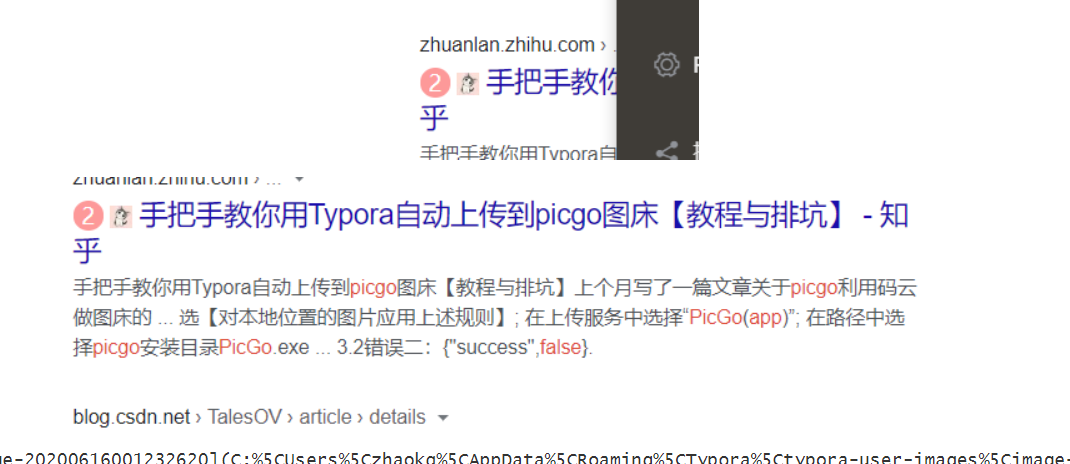 zhuanlan.zhihu.com ›
2 手把手教你
乎
手把手教你用Typora自
zhuanlan.zhihu.com › ...
2 手把手教你用Typora自动上传到picgo图床【教程与排坑】 - 知
乎
手把手教你用Typora自动上传到picgo图床【教程与排坑】上个月写了一篇文章关于picgo利用码云
做图床的 ... 选【对本地位置的图片应用上述规则】; 在上传服务中选择“PicGo(app)”; 在路径中选
择picgo安装目录PicGo.exe ... 3.2错误二：{"success",false}.
blog.csdn.net › TalesOV › article › details
ge-20200616001232620](C:%5CUsers%5Czhaokg%5CAppData%5CRoaming%5CTypora%5Ctypora-user-images%5Cimage-